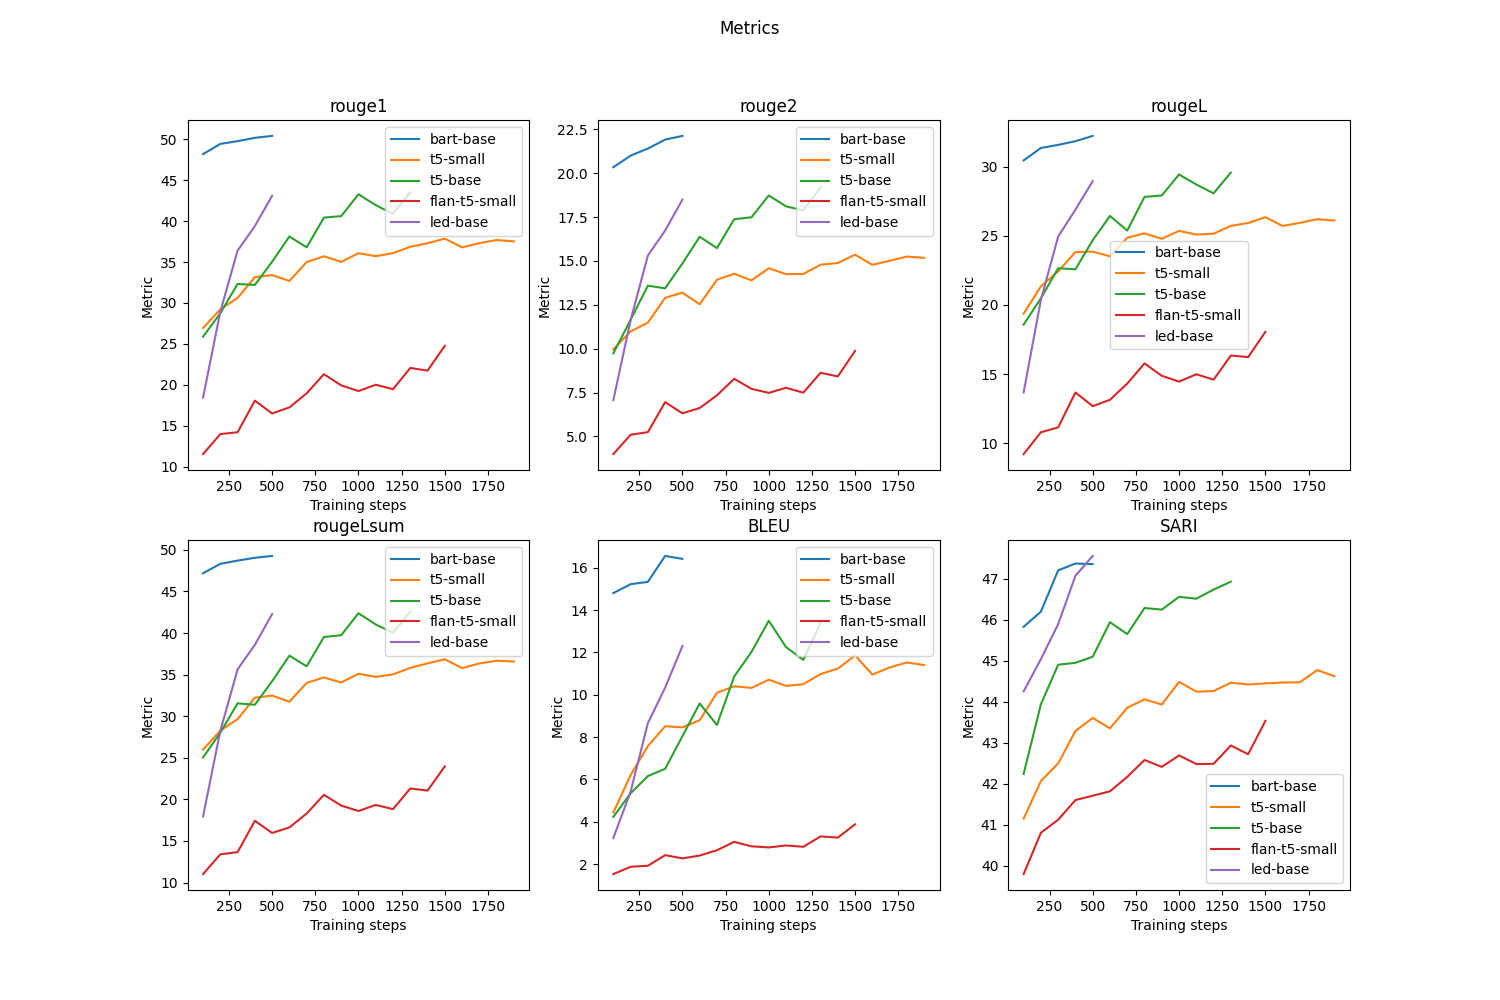 Metrics
rouge1
50
45
40
35
30
25
20
15
10
Metric
250 500 750 1000 1250 1500 1750
Training steps
bart-base
t5-small
t5-base
flan-t5-small
led-base
rouge2
22.5
20.0
17.5
15.0
12.5
10.0
7.5
5.0
Metric
250 500 750 1000 1250 1500 1750
Training steps
bart-base
t5-small
t5-base
flan-t5-small
led-base
rougeL
30
25
20
15
10
Metric
250 500 750 1000 1250 1500 1750
Training steps
bart-base
t5-small
t5-base
flan-t5-small
led-base
rougeLsum
50
45
40
35
30
25
20
15
10
Metric
250 500 750 1000 1250 1500 1750
Training steps
bart-base
t5-small
t5-base
flan-t5-small
led-base
BLEU
16
14
12
10
8
6
4
2
Metric
250 500 750 1000 1250 1500 1750
Training steps
bart-base
t5-small
t5-base
flan-t5-small
led-base
SARI
47
46
45
44
43
42
41
40
Metric
250 500 750 1000 1250 1500 1750
Training steps
bart-base
t5-small
t5-base
flan-t5-small
led-base